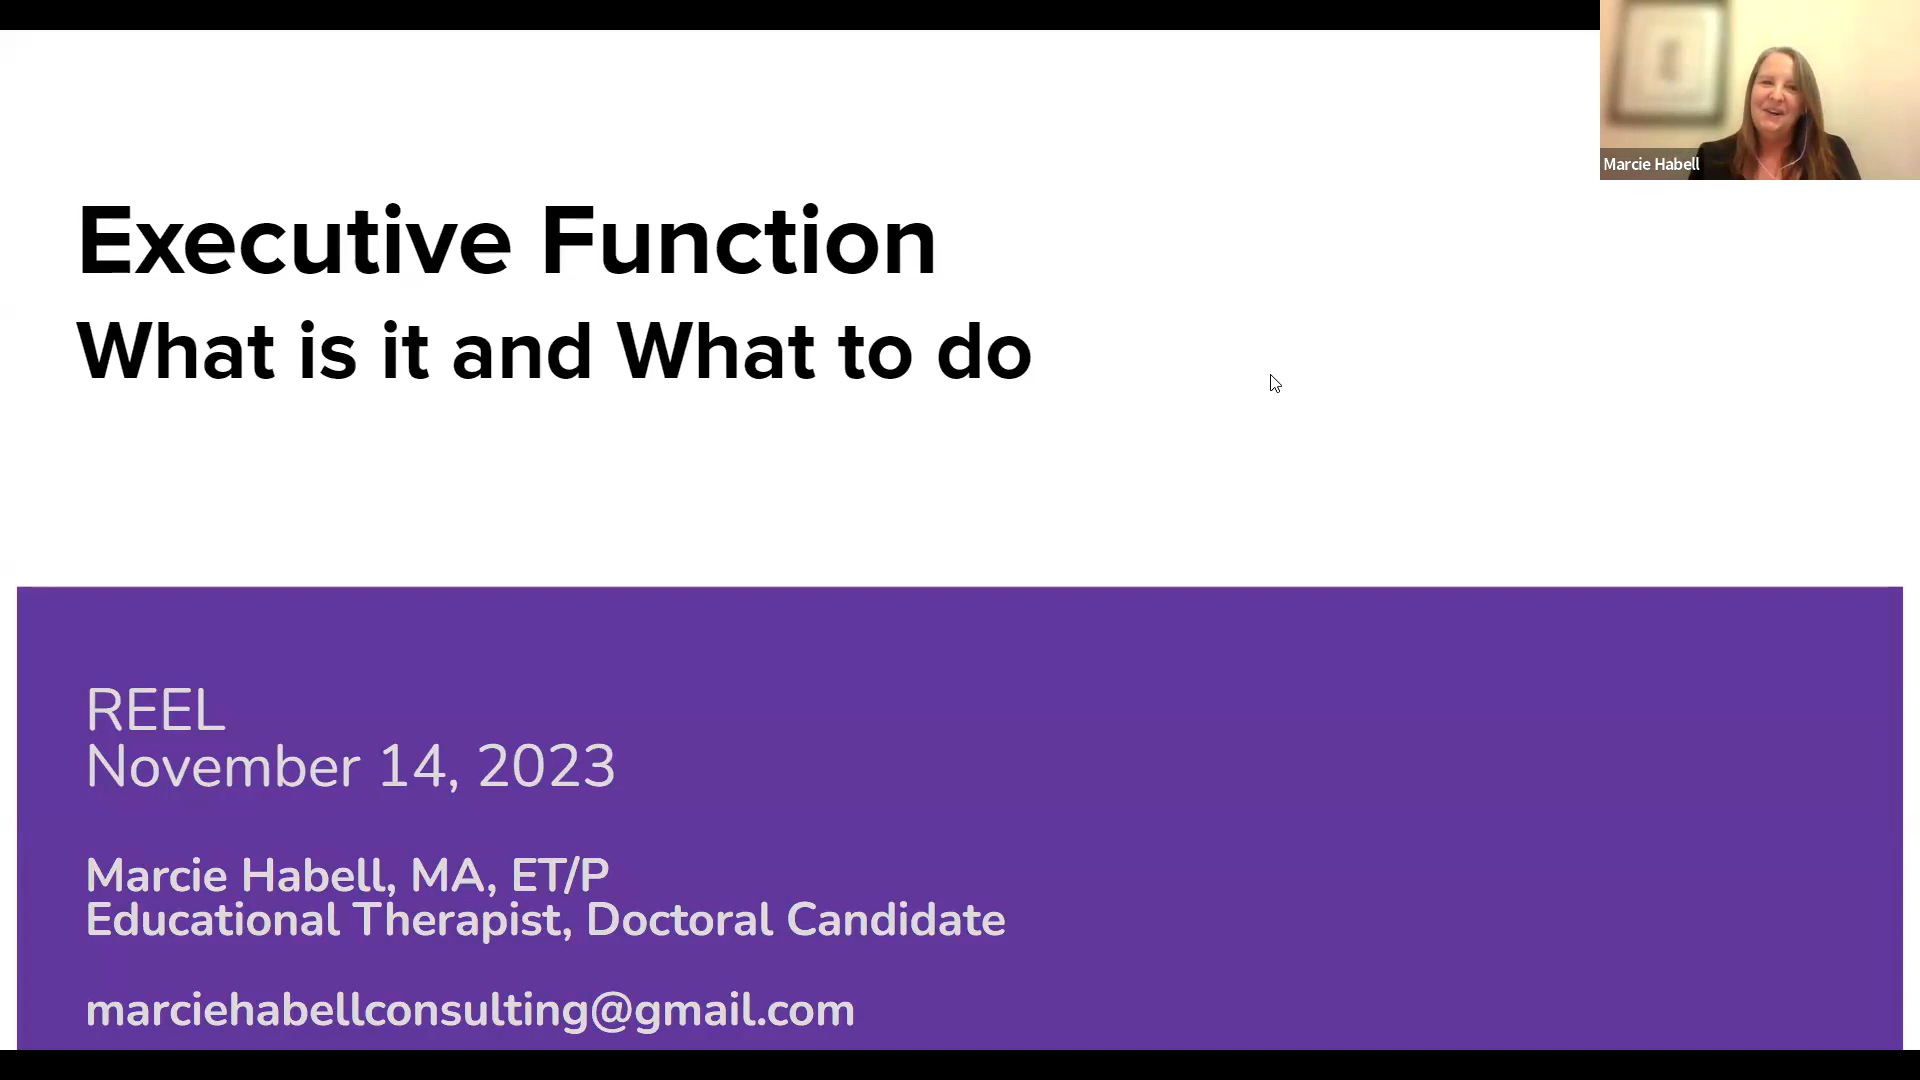 Marcie Habell
Executive Function
What is it and What to do
REEL
November 14, 2023
Marcie Habell, MA, ET/P
Educational Therapist, Doctoral Candidate
marciehabellconsulting@gmail.com